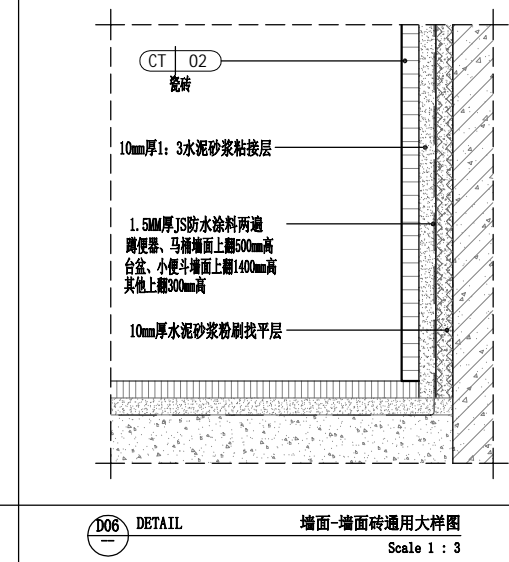 CT 02
瓷砖
10mm厚1：3水泥砂浆粘接层
1.5MM厚JS防水涂料两遍
蹲便器、马桶墙面上翻500mm高
台盆、小便斗墙面上翻1400mm高
其他上翻300mm高
10mm厚水泥砂浆粉刷找平层
D06 DETAIL 墙面-墙面砖通用大样图
-- Scale 1 : 3